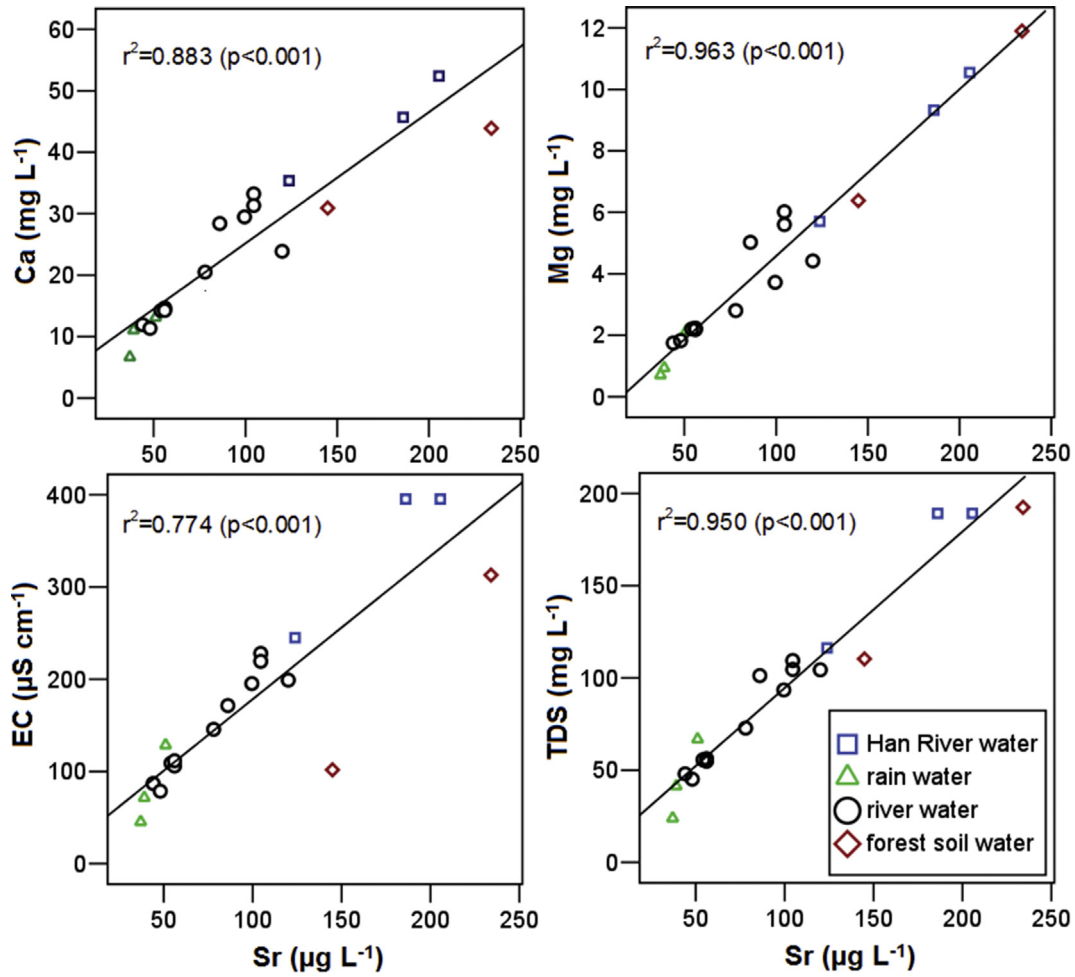 r²=0.883 (p<0.001)
Ca (mg L⁻¹)
60
50
40
30
20
10
0
50 100 150 200 250
r²=0.963 (p<0.001)
Mg (mg L⁻¹)
12
10
8
6
4
2
0
50 100 150 200 250
r²=0.774 (p<0.001)
EC (µS cm⁻¹)
400
300
200
100
0
50 100 150 200 250
Sr (µg L⁻¹)
r²=0.950 (p<0.001)
TDS (mg L⁻¹)
200
150
100
50
0
50 100 150 200 250
Sr (µg L⁻¹)
Han River water
rain water
river water
forest soil water